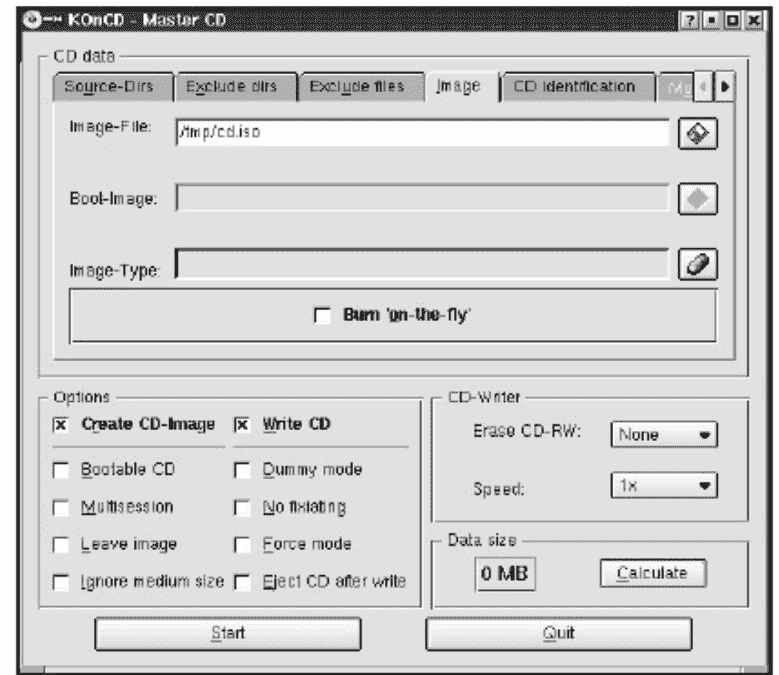 KOnCD - Master CD
CD data
Source-Dirs Exclude dirs Exclude files Image CD Identification
Image-File: /tmp/cd.iso
Boot-Image:
Image-Type:
Burn 'on-the-fly'
Options
Create CD-Image Write CD
Bootable CD Dummy mode
Multisession No fixiating
Leave image Force mode
Ignore medium size Eject CD after write
CD-Writer
Erase CD-RW: None
Speed: 1x
Data size
0 MB Calculate
Start Quit